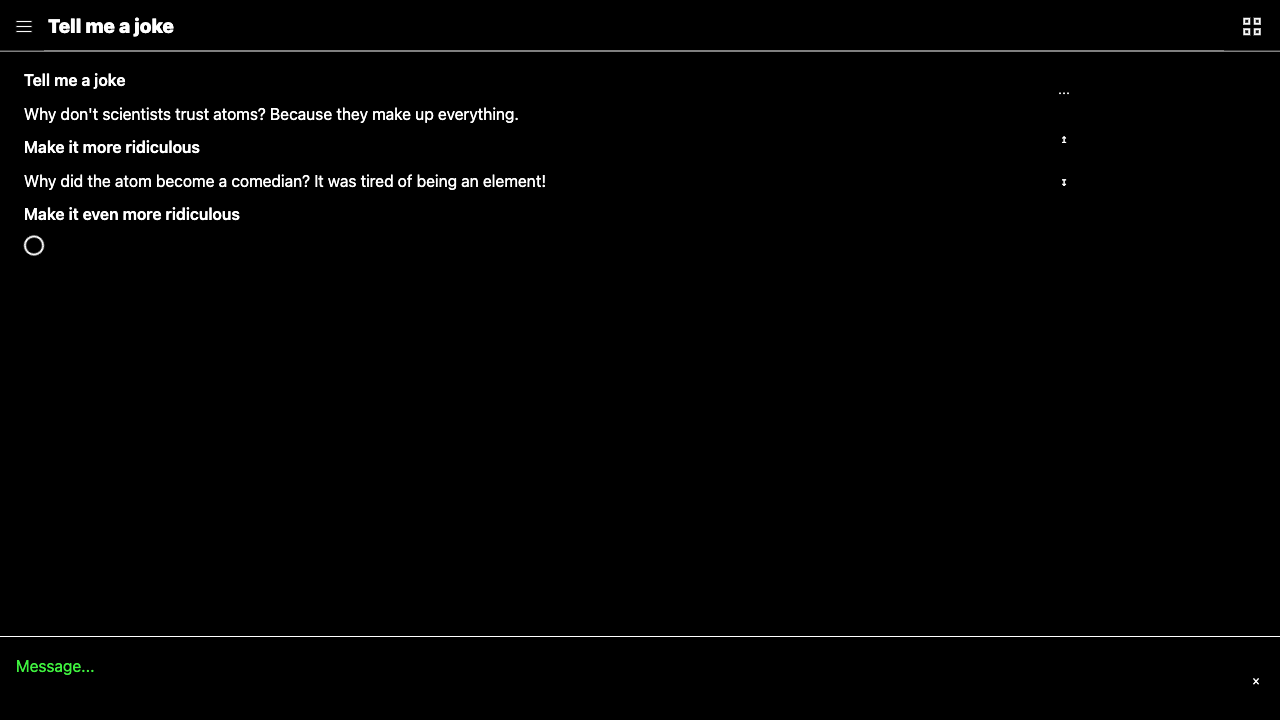 Tell me a joke
Tell me a joke
...
Why don't scientists trust atoms? Because they make up everything.
Make it more ridiculous
Why did the atom become a comedian? It was tired of being an element!
Make it even more ridiculous
Message...